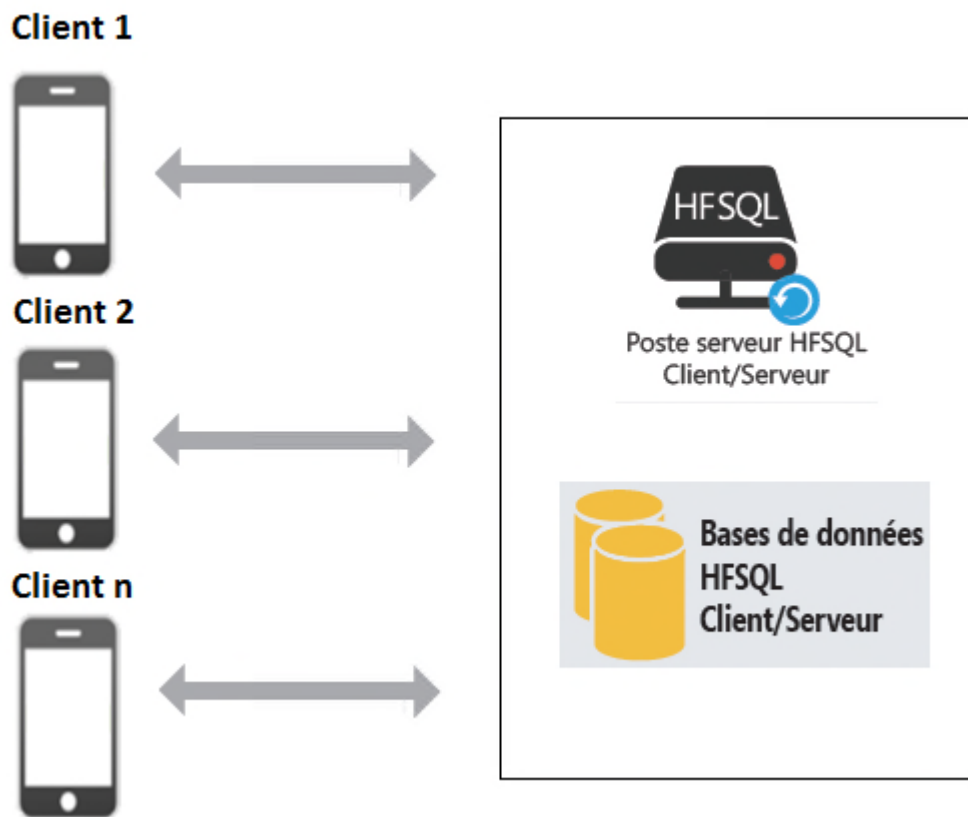 Client 1
HFSQL
Poste serveur HFSQL
Client/Serveur
Client 2
Bases de données
HFSQL
Client/Serveur
Client n